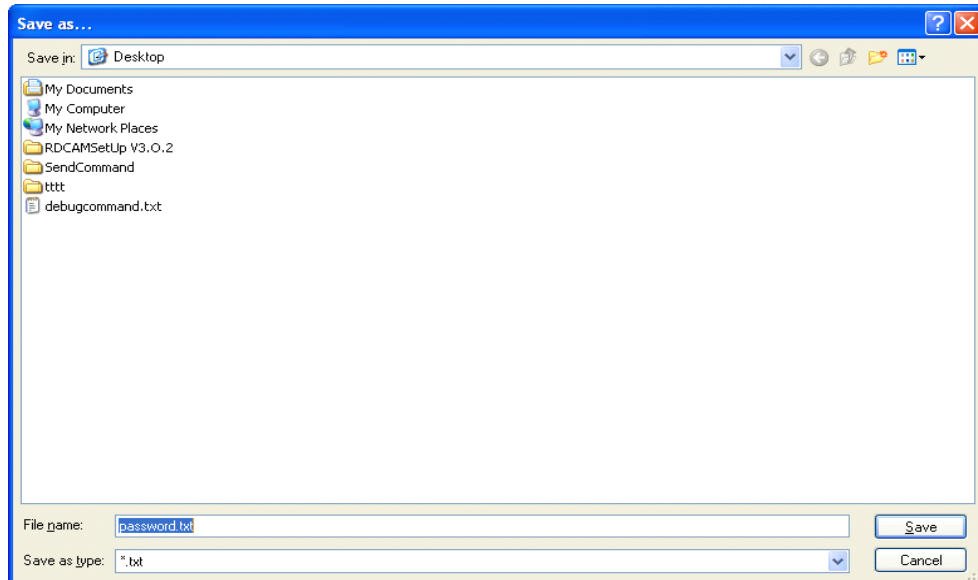 Save as...
Save in: Desktop
My Documents
My Computer
My Network Places
RDCAMSetUp V3.0.2
SendCommand
tttt
debugcommand.txt
File name: password.txt Save
Save as type: *.txt Cancel